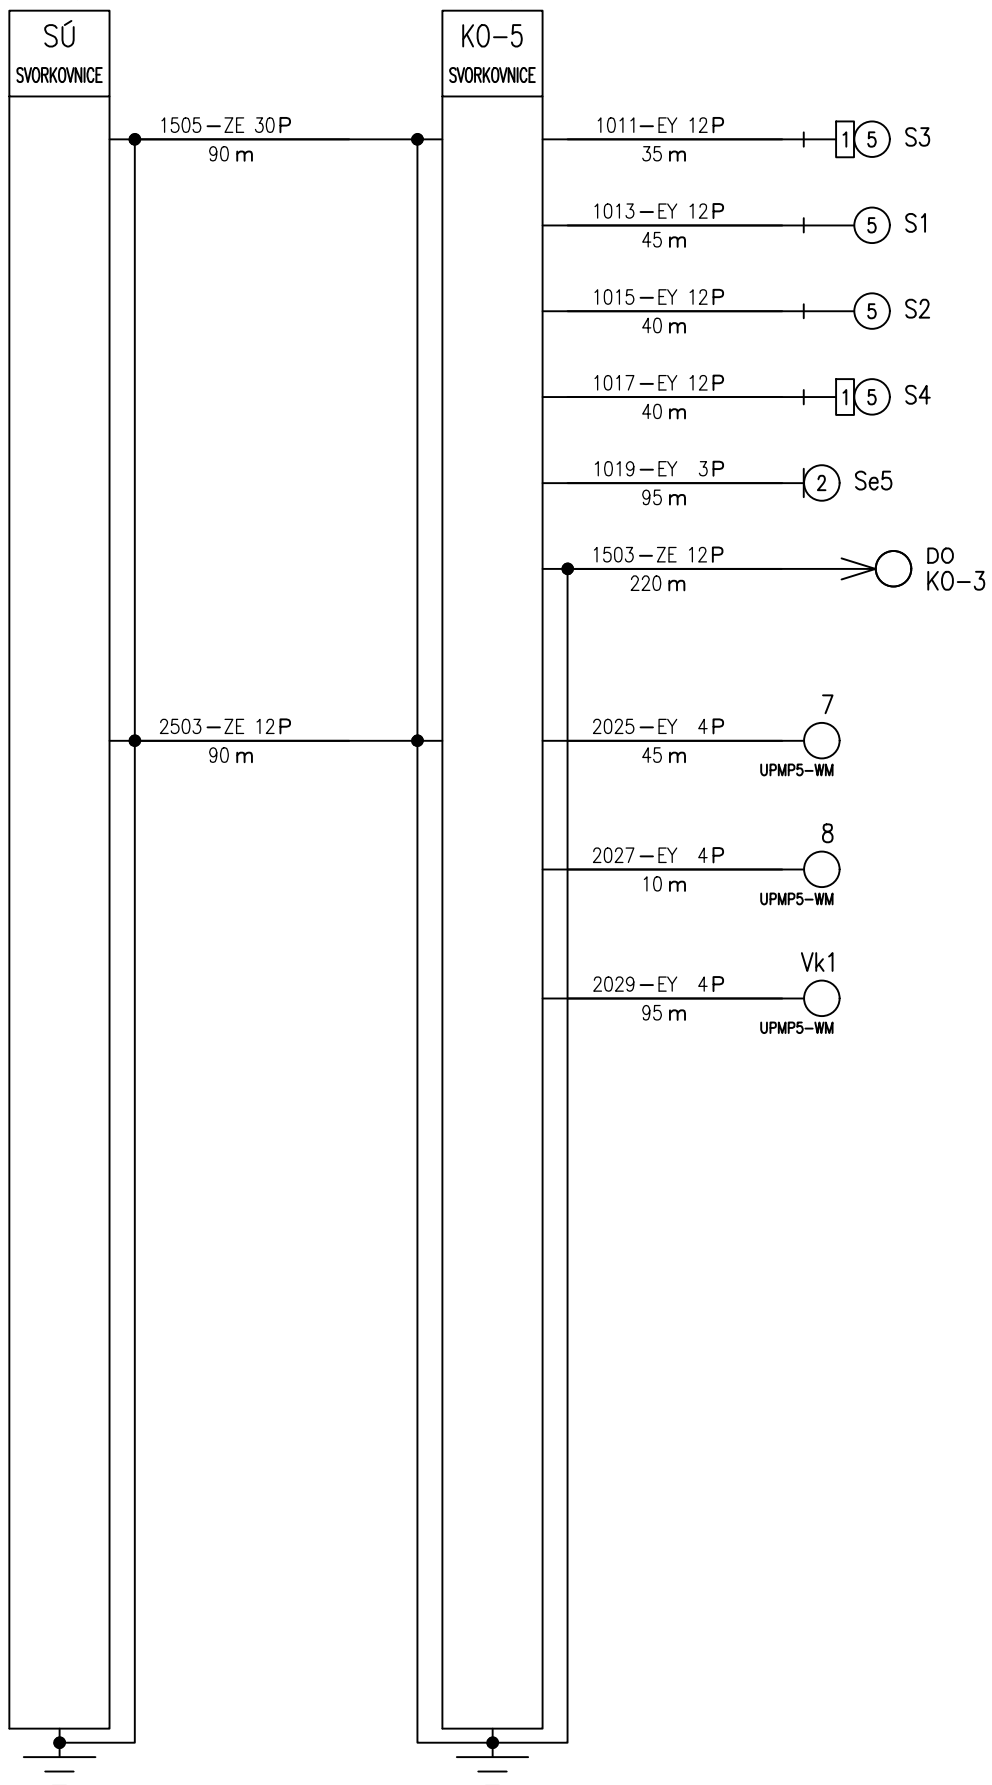 SÚ
SVORKOVNICE
KO-5
SVORKOVNICE
1505-ZE 30P
90 m
1011-EY 12P
35 m
1 5 S3
1013-EY 12P
45 m
5 S1
1015-EY 12P
40 m
5 S2
1017-EY 12P
40 m
1 5 S4
1019-EY 3P
95 m
2 Se5
1503-ZE 12P
220 m
DO
KO-3
2503-ZE 12P
90 m
2025-EY 4P
45 m
7
UPMP5-WM
2027-EY 4P
10 m
8
UPMP5-WM
2029-EY 4P
95 m
Vk1
UPMP5-WM